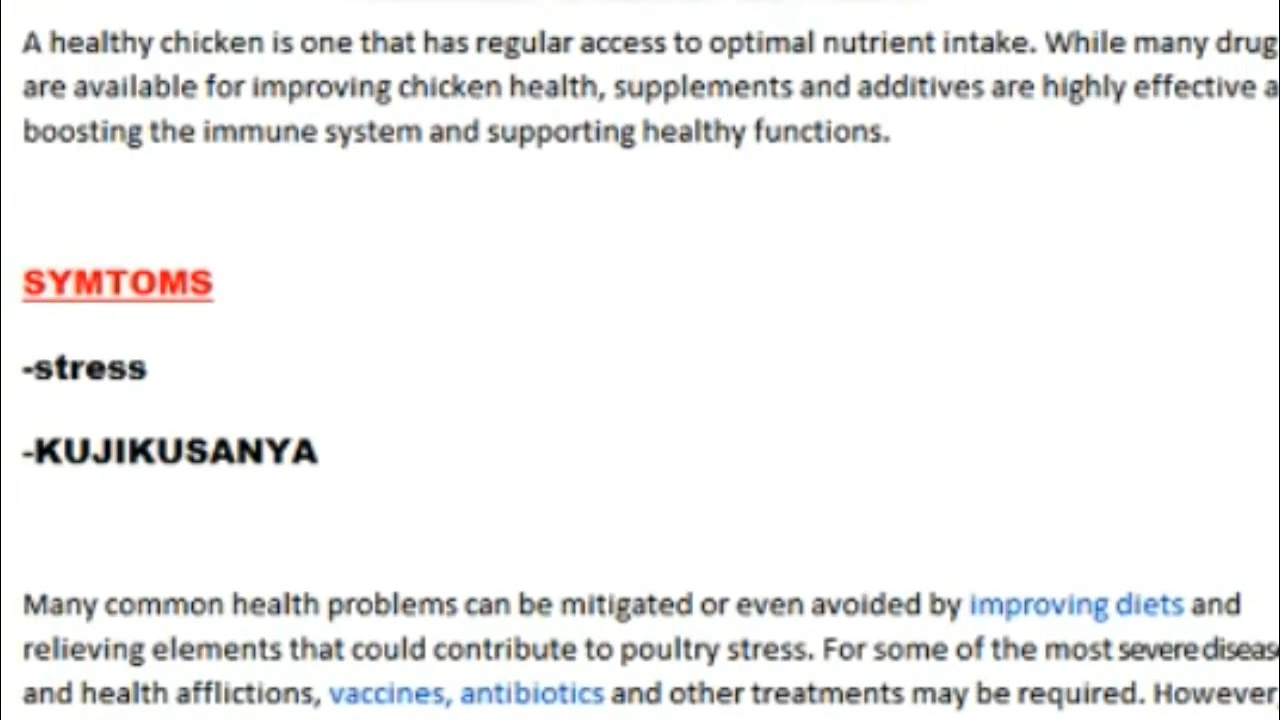 A healthy chicken is one that has regular access to optimal nutrient intake. While many drug
are available for improving chicken health, supplements and additives are highly effective a
boosting the immune system and supporting healthy functions.
SYMTOMS
-stress
-KUJIKUSANYA
Many common health problems can be mitigated or even avoided by improving diets and
relieving elements that could contribute to poultry stress. For some of the most severe diseas
and health afflictions, vaccines, antibiotics and other treatments may be required. However,